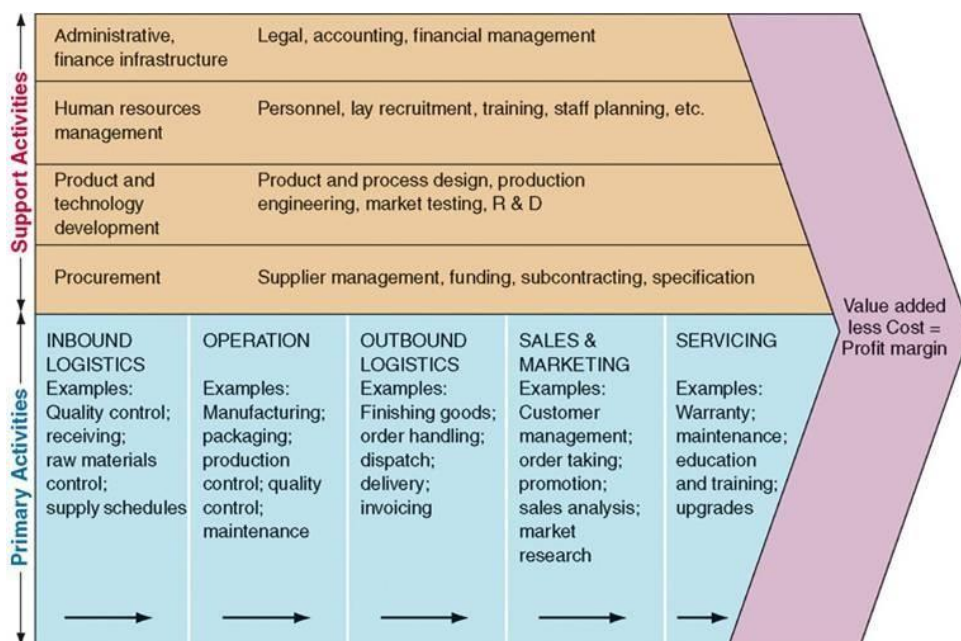 Support Activities
Administrative,
finance infrastructure
Legal, accounting, financial management
Human resources
management
Personnel, lay recruitment, training, staff planning, etc.
Product and
technology
development
Product and process design, production
engineering, market testing, R & D
Procurement
Supplier management, funding, subcontracting, specification
Primary Activities
INBOUND
LOGISTICS
Examples:
Quality control;
receiving;
raw materials
control;
supply schedules
OPERATION
Examples:
Manufacturing;
packaging;
production
control; quality
control;
maintenance
OUTBOUND
LOGISTICS
Examples:
Finishing goods;
order handling;
dispatch;
delivery;
invoicing
SALES &
MARKETING
Examples:
Customer
management;
order taking;
promotion;
sales analysis;
market
research
SERVICING
Examples:
Warranty;
maintenance;
education
and training;
upgrades
Value added
less Cost =
Profit margin